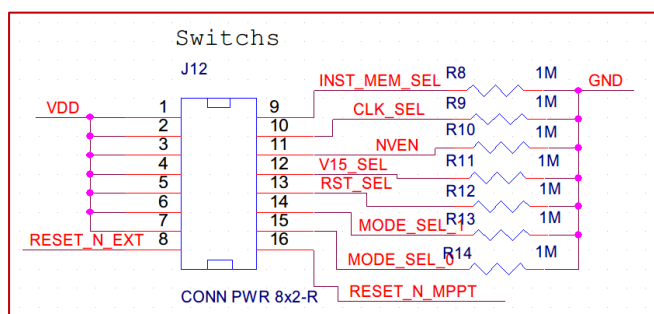 Switchs
J12
INST_MEM_SEL R8 1M GND
VDD 1 9
CLK_SEL R9 1M
2 10
R10 1M
3 11 NVEN
V15_SEL R11 1M
4 12
RST_SEL R12 1M
5 13
6 14
MODE_SEL_1 R13 1M
7 15
RESET_N_EXT 8 16
MODE_SEL_0 R14 1M
CONN PWR 8x2-R
RESET_N_MPPT